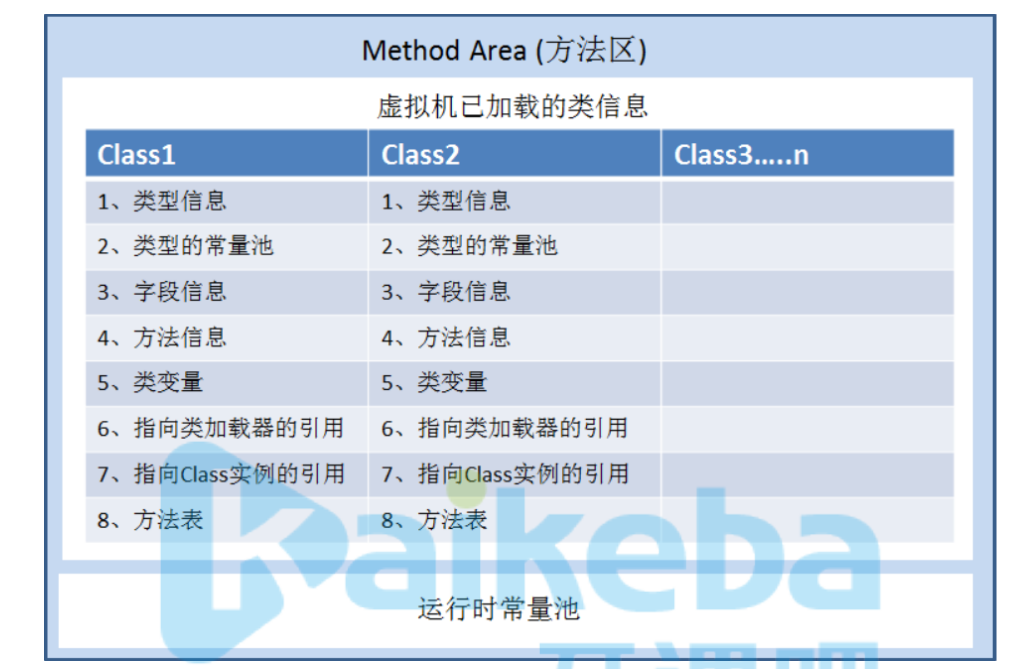 Method Area (方法区)
虚拟机已加载的类信息
Class1 Class2 Class3.....n
1、类型信息 1、类型信息
2、类型的常量池 2、类型的常量池
3、字段信息 3、字段信息
4、方法信息 4、方法信息
5、类变量 5、类变量
6、指向类加载器的引用 6、指向类加载器的引用
7、指向Class实例的引用 7、指向Class实例的引用
8、方法表 8、方法表
kaikeba
运行时常量池
开课吧